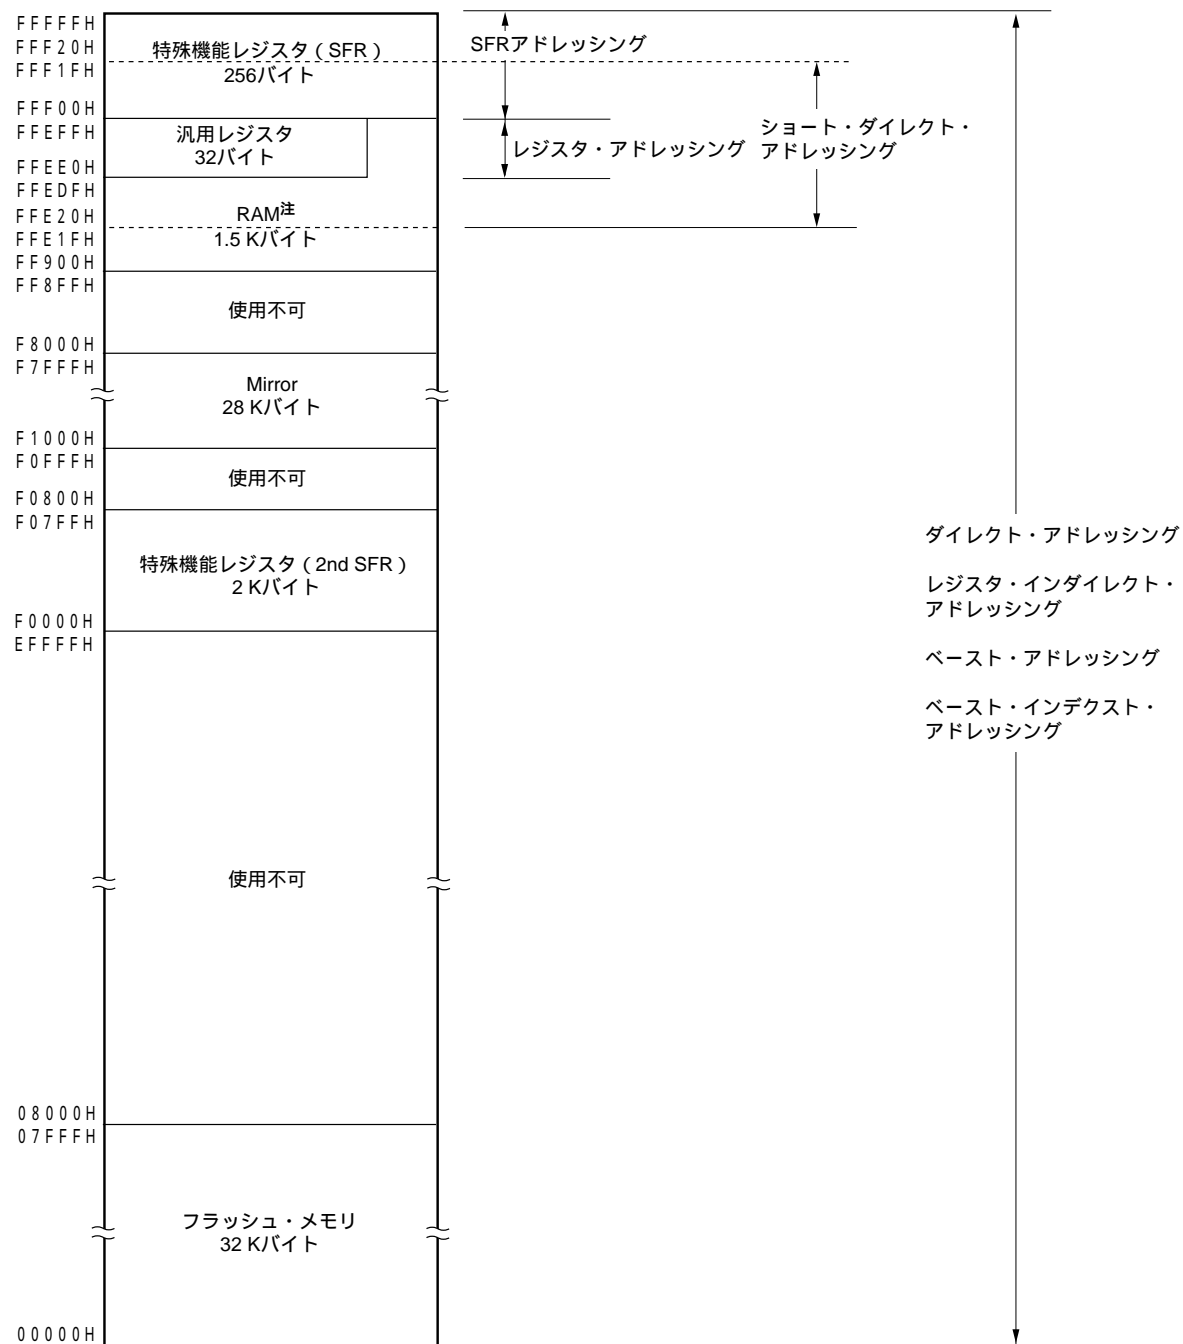 FFFFFH
FFF20H
FFF1FH
FFF00H
FFEFFH
FFEE0H
FFEDFH
FFE20H
FFE1FH
FF900H
FF8FFH
F8000H
F7FFFH
F1000H
F0FFFH
F0800H
F07FFH
F0000H
EFFFFH
08000H
07FFFH
00000H
特殊機能レジスタ(SFR)
256バイト
汎用レジスタ
32バイト
RAM注
1.5 Kバイト
使用不可
Mirror
28 Kバイト
使用不可
特殊機能レジスタ(2nd SFR)
2 Kバイト
使用不可
フラッシュ・メモリ
32 Kバイト
SFRアドレッシング
レジスタ・アドレッシング
ショート・ダイレクト・
アドレッシング
ダイレクト・アドレッシング
レジスタ・インダイレクト・
アドレッシング
ベースト・アドレッシング
ベースト・インデクスト・
アドレッシング